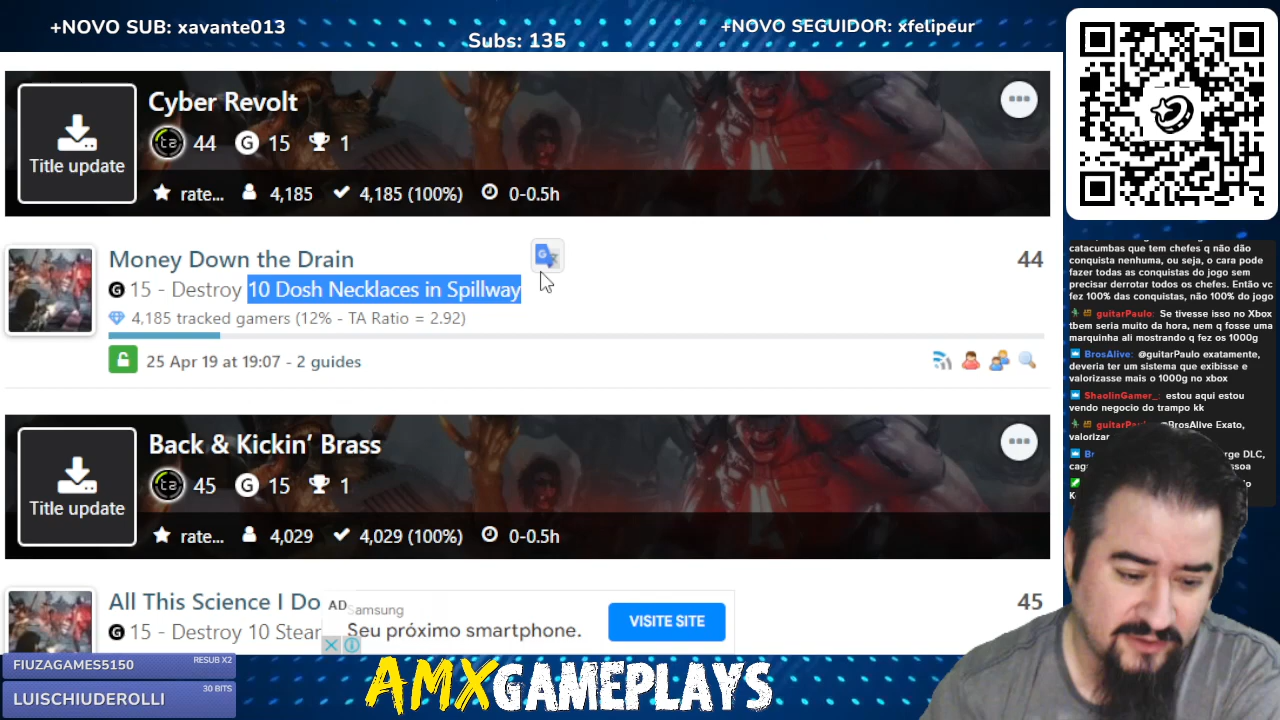 +NOVO SUB: xavante013
Subs: 135
+NOVO SEGUIDOR: xfelipeur
Title update
Cyber Revolt
ta 44 G 15 1
rate... 4,185 4,185 (100%) 0-0.5h
Money Down the Drain
44
G 15 - Destroy 10 Dosh Necklaces in Spillway
4,185 tracked gamers (12% - TA Ratio = 2.92)
25 Apr 19 at 19:07 - 2 guides
Title update
Back & Kickin' Brass
ta 45 G 15 1
rate... 4,029 4,029 (100%) 0-0.5h
All This Science I Do
45
G 15 - Destroy 10 Stear
AD
Samsung
Seu próximo smartphone.
VISITE SITE
FIUZAGAMES5150
RESUB X2
LUISCHIUDEROLLI
30 BITS
AMXGAMEPLAYS
catacumbas que tem chefes q não dão
conquista nenhuma, ou seja, o cara pode
fazer todas as conquistas do jogo sem
precisar derrotar todos os chefes. Então vc
fez 100% das conquistas, não 100% do jogo
guitarPaulo: Se tivesse isso no Xbox
tbem seria muito da hora, nem q fosse uma
marquinha ali mostrando q fez os 1000g
BrosAlive: @guitarPaulo exatamente,
deveria ter um sistema que exibisse e
valorizasse mais o 1000g no xbox
ShaolinGamer_: estou aqui estou
vendo negocio do trampo kk
@BrosAlive Exato,
valorizar
DLC,